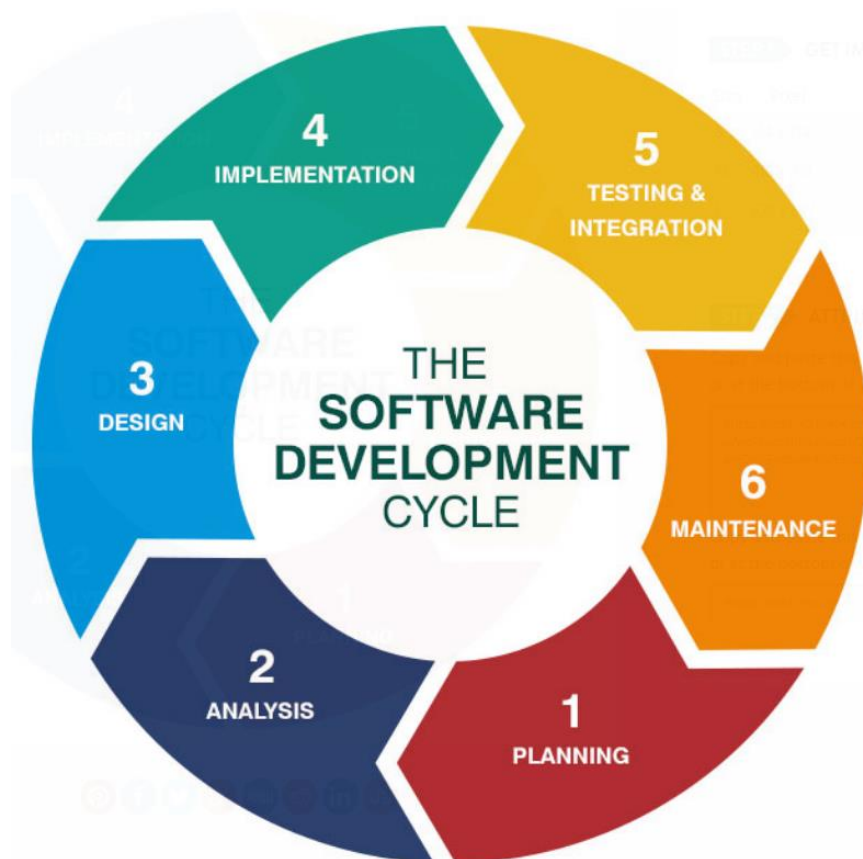 THE
SOFTWARE
DEVELOPMENT
CYCLE
1
PLANNING
2
ANALYSIS
3
DESIGN
4
IMPLEMENTATION
5
TESTING &
INTEGRATION
6
MAINTENANCE